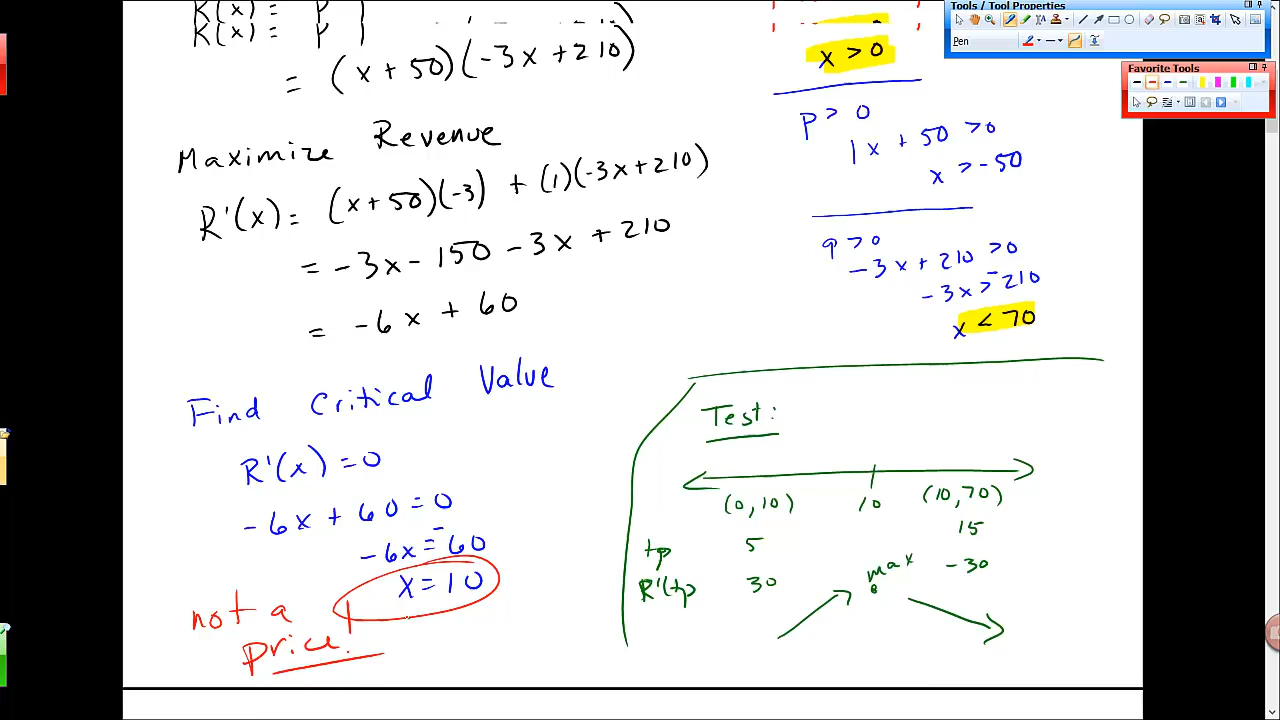 R(x) = P
R(x) = P
= (x+50)(-3x+210)
Maximize Revenue
R'(x) = (x+50)(-3) + (1)(-3x+210)
= -3x - 150 - 3x + 210
= -6x + 60
Find Critical Value
R'(x) = 0
-6x + 60 = 0
-6x = -60
x = 10
not a
price!
x > 0
p > 0
1x + 50 > 0
x > -50
q > 0
-3x + 210 > 0
-3x > -210
x < 70
Test:
(0,10) 10 (10,70)
tp 5 15
R'(tp 30 max -30
Tools / Tool Properties
Pen
Favorite Tools